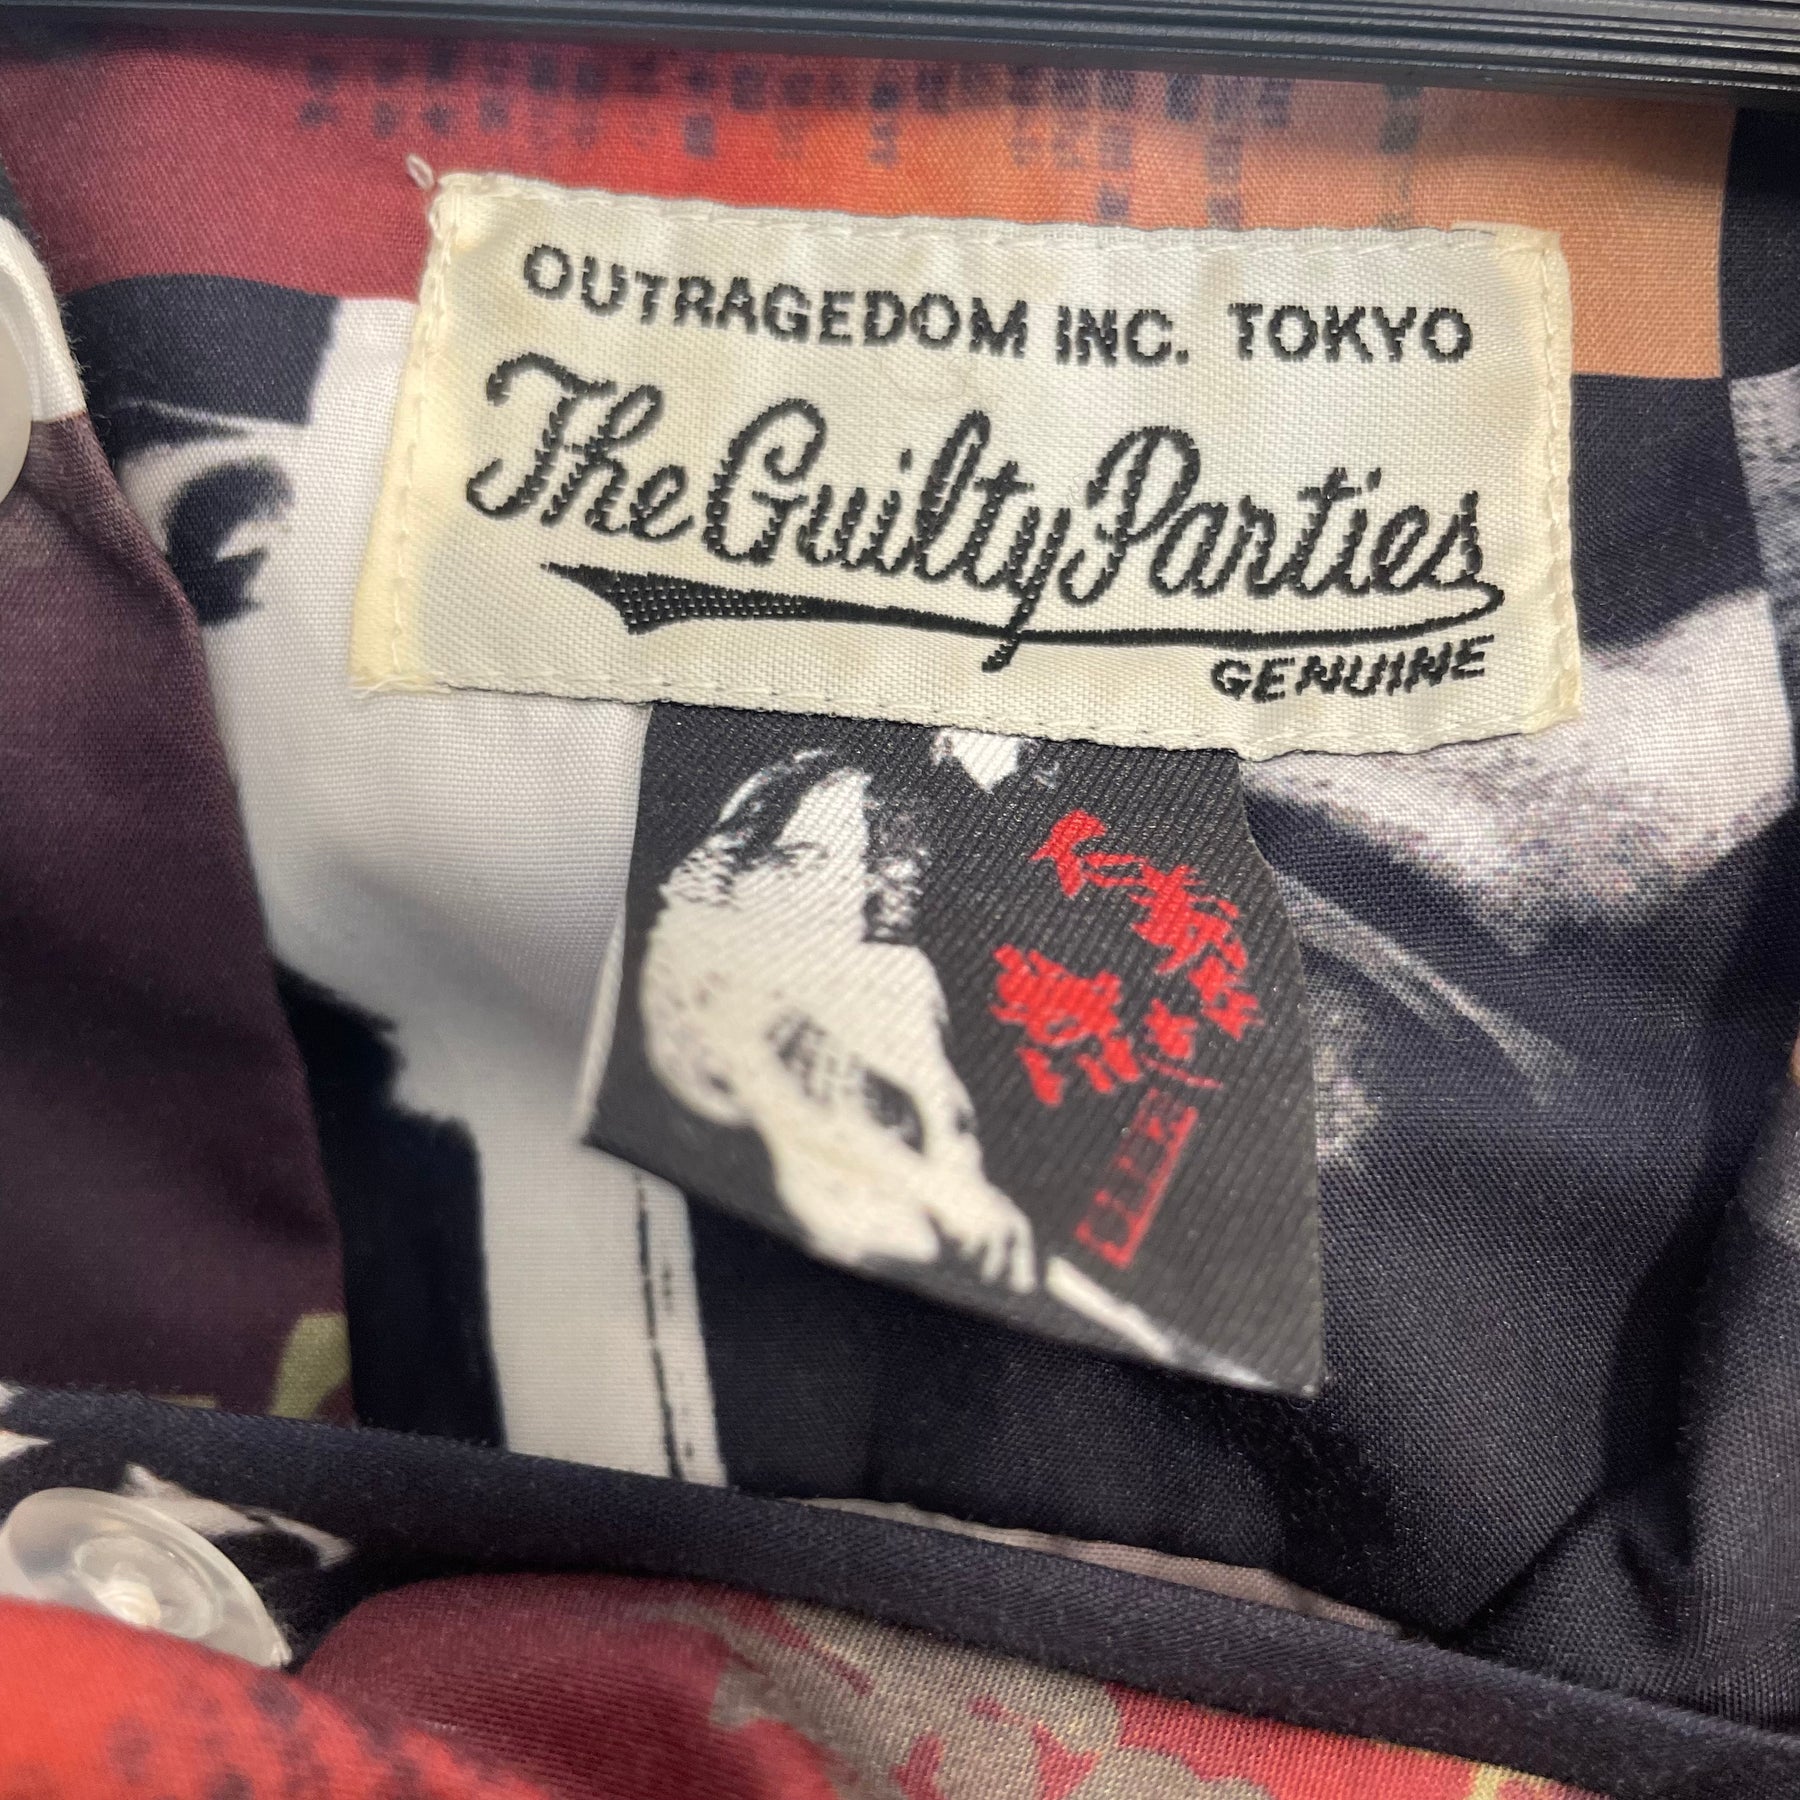 OUTRAGEDOM INC. TOKYO
The Guilty Parties
GENUINE